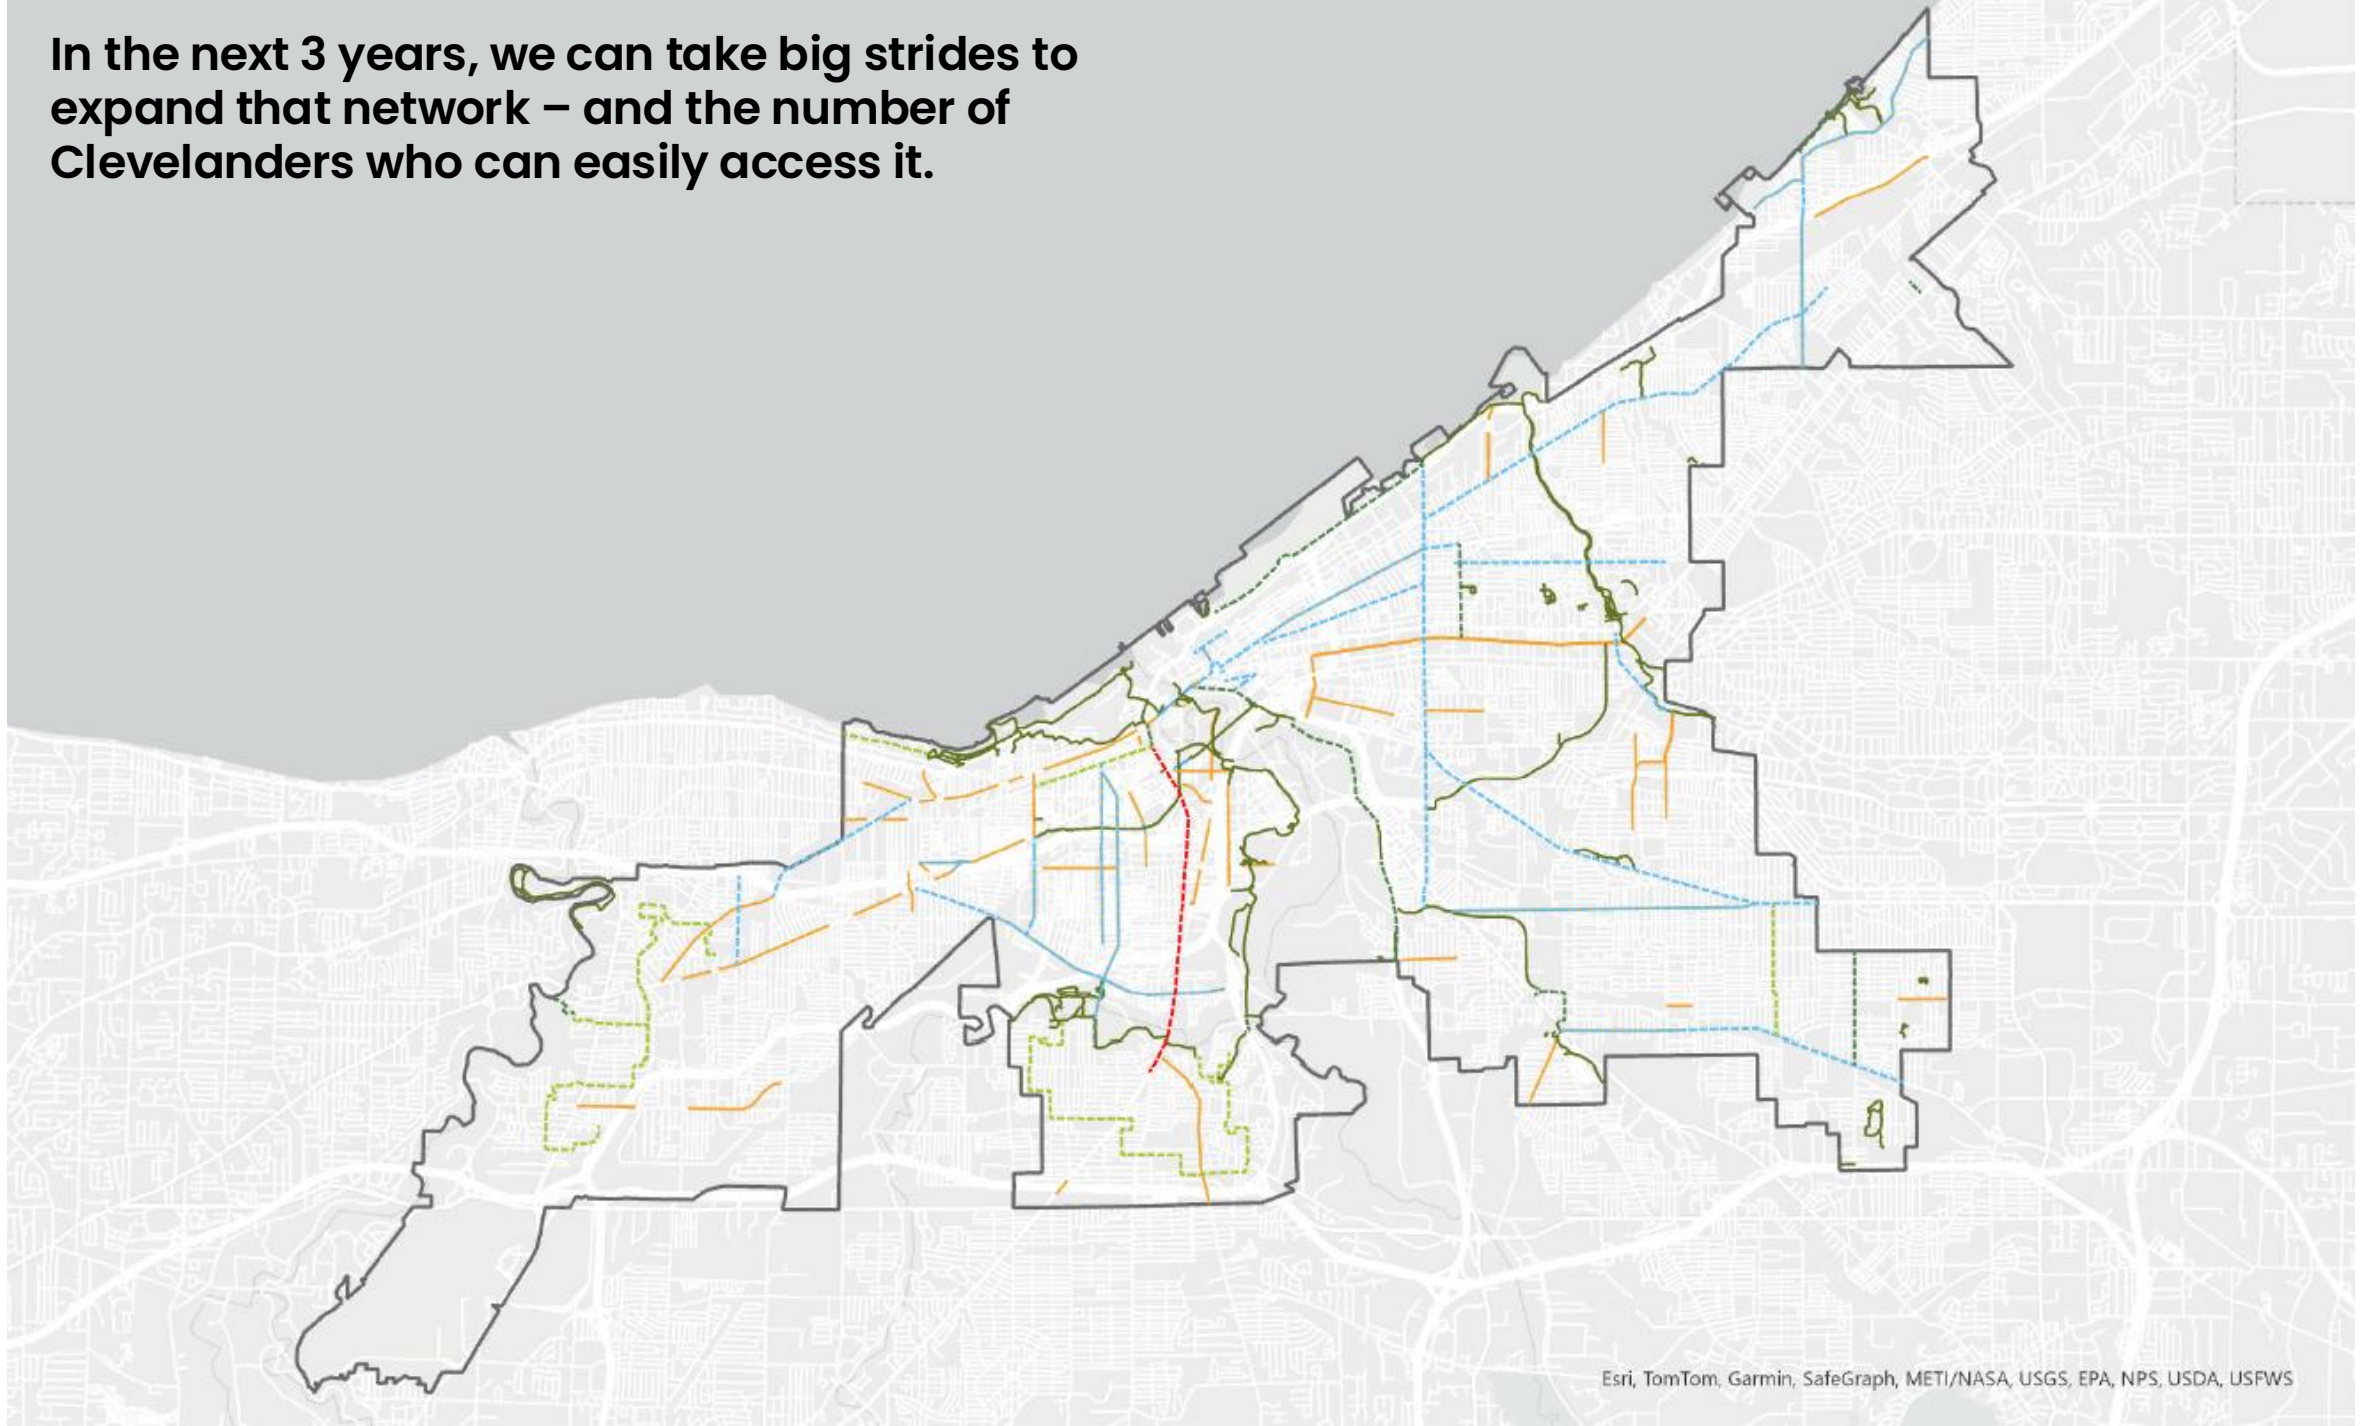 In the next 3 years, we can take big strides to
expand that network – and the number of
Clevelanders who can easily access it.
Esri, TomTom, Garmin, SafeGraph, METI/NASA, USGS, EPA, NPS, USDA, USFWS